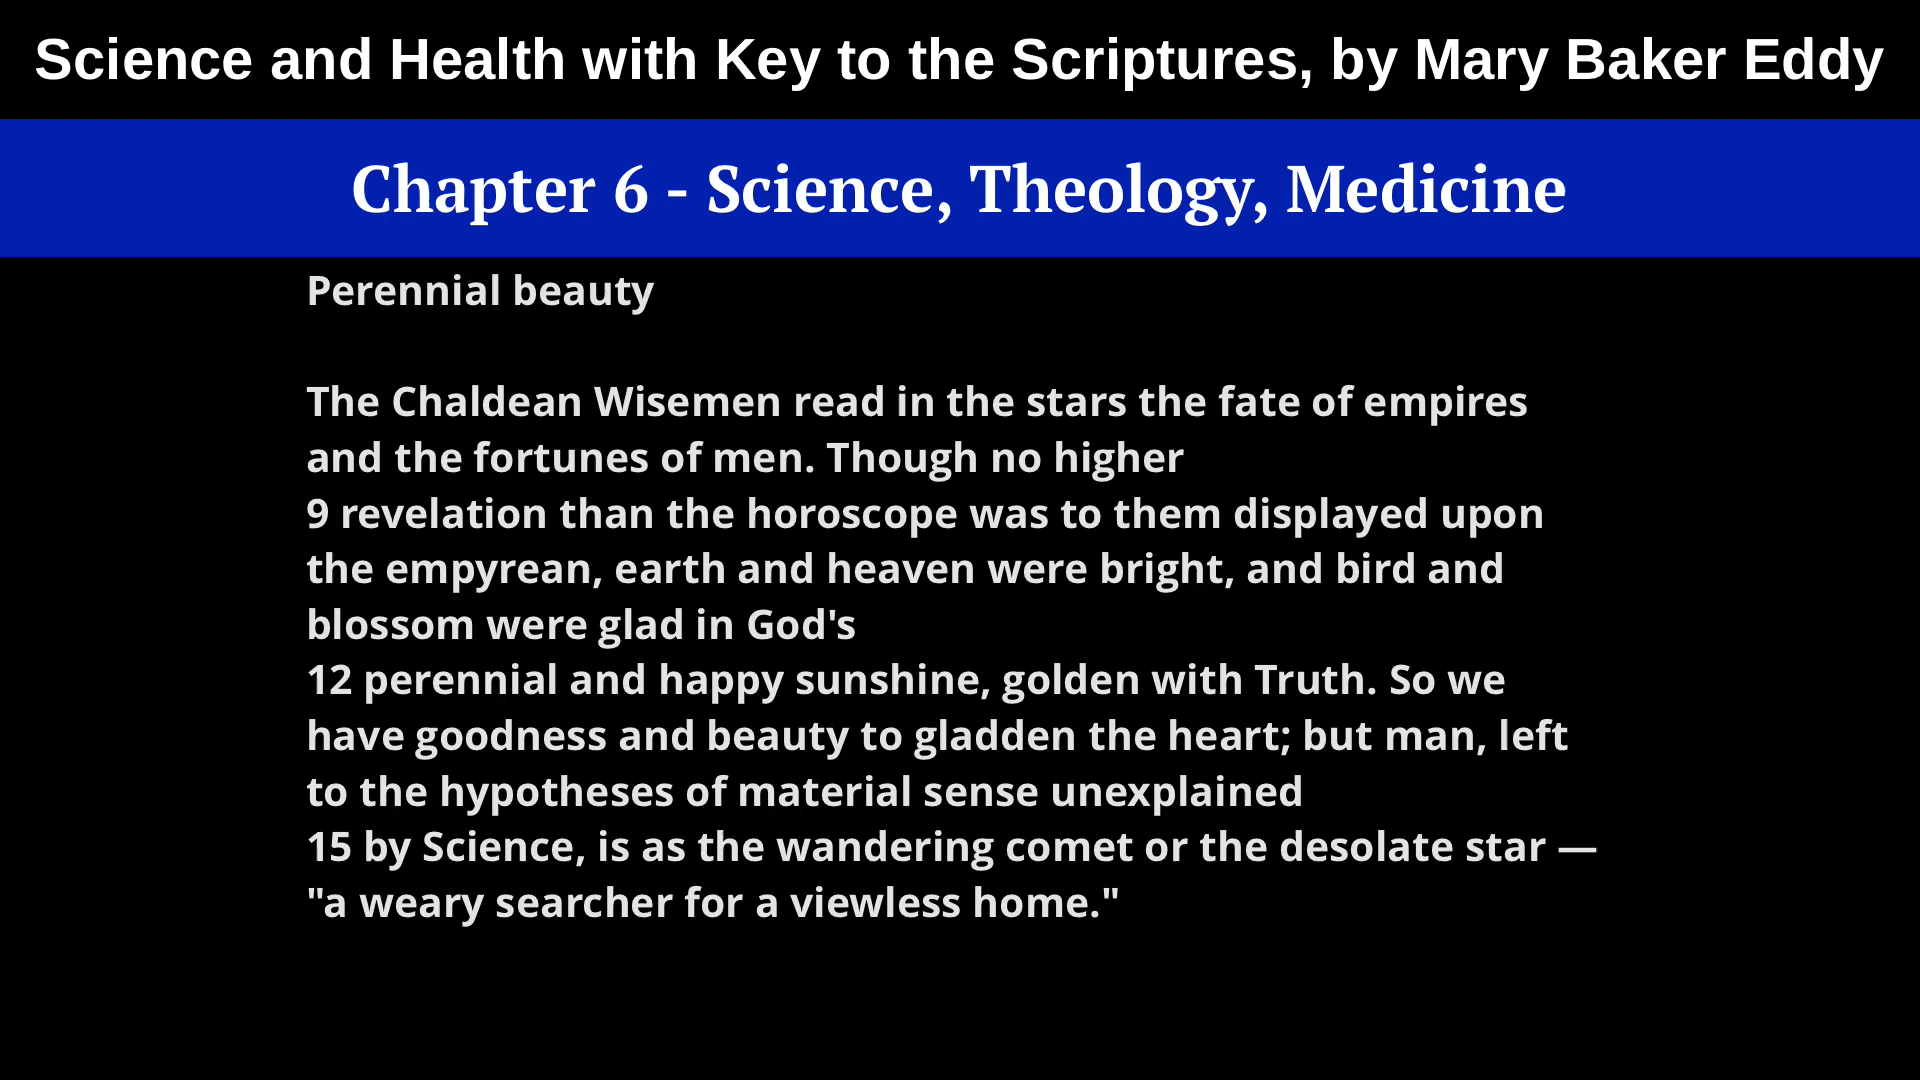 Science and Health with Key to the Scriptures, by Mary Baker Eddy
Chapter 6 - Science, Theology, Medicine
Perennial beauty
The Chaldean Wisemen read in the stars the fate of empires
and the fortunes of men. Though no higher
9 revelation than the horoscope was to them displayed upon
the empyrean, earth and heaven were bright, and bird and
blossom were glad in God's
12 perennial and happy sunshine, golden with Truth. So we
have goodness and beauty to gladden the heart; but man, left
to the hypotheses of material sense unexplained
15 by Science, is as the wandering comet or the desolate star —
"a weary searcher for a viewless home."